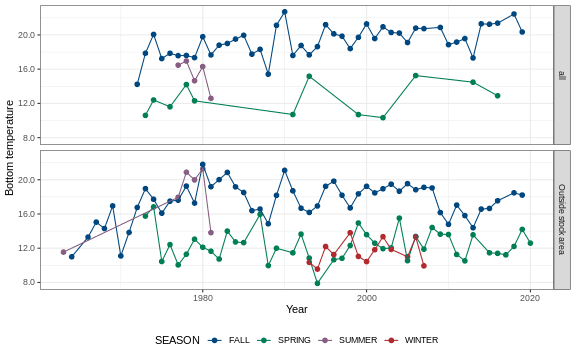 20.0
16.0
12.0
8.0
all
Bottom temperature
20.0
16.0
12.0
8.0
Outside stock area
1980
2000
2020
Year
SEASON FALL SPRING SUMMER WINTER